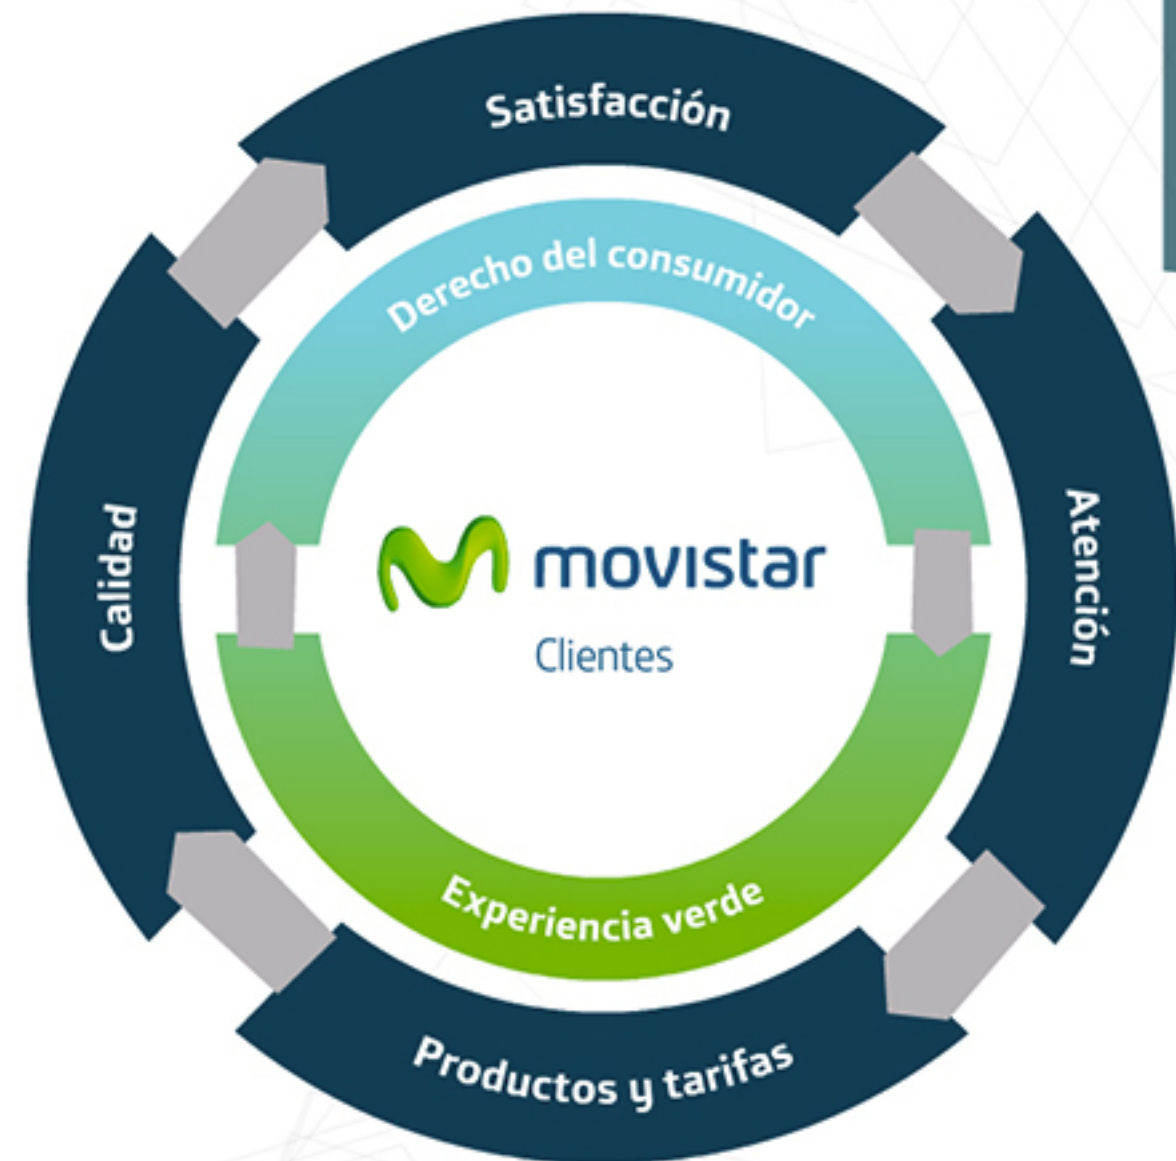 Satisfacción
Derecho del consumidor
Calidad
movistar
Clientes
Atención
Experiencia verde
Productos y tarifas